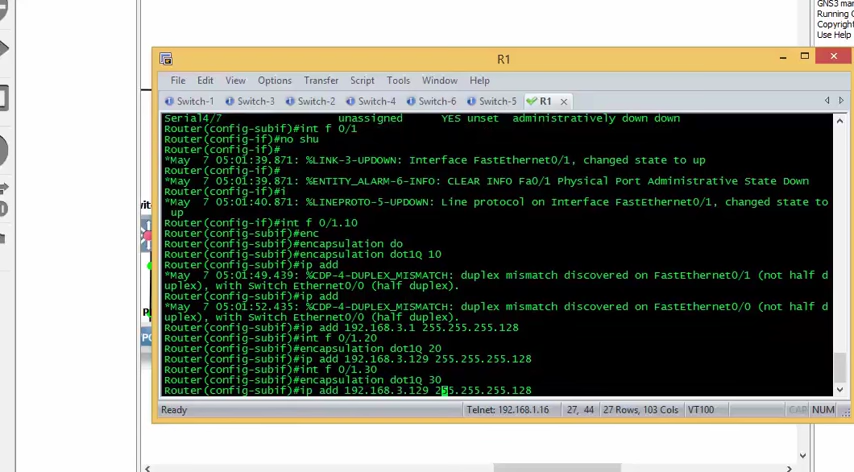 GNS3 man
Running G
Copyright
Use Help
R1
File Edit View Options Transfer Script Tools Window Help
Switch-1 Switch-3 Switch-2 Switch-4 Switch-6 Switch-5 R1
Serial4/7 unassigned YES unset administratively down down
Router(config-subif)#int f 0/1
Router(config-if)#no shu
Router(config-if)#
*May 7 05:01:39.871: %LINK-3-UPDOWN: Interface FastEthernet0/1, changed state to up
Router(config-if)#
*May 7 05:01:39.871: %ENTITY_ALARM-6-INFO: CLEAR INFO Fa0/1 Physical Port Administrative State Down
Router(config-if)#i
*May 7 05:01:40.871: %LINEPROTO-5-UPDOWN: Line protocol on Interface FastEthernet0/1, changed state to
up
Router(config-if)#int f 0/1.10
Router(config-subif)#enc
Router(config-subif)#encapsulation do
Router(config-subif)#encapsulation dot1Q 10
Router(config-subif)#ip add
*May 7 05:01:49.439: %CDP-4-DUPLEX_MISMATCH: duplex mismatch discovered on FastEthernet0/1 (not half d
uplex), with Switch Ethernet0/0 (half duplex).
Router(config-subif)#ip add
*May 7 05:01:52.435: %CDP-4-DUPLEX_MISMATCH: duplex mismatch discovered on FastEthernet0/0 (not half d
uplex), with Switch Ethernet0/0 (half duplex).
Router(config-subif)#ip add 192.168.3.1 255.255.255.128
Router(config-subif)#int f 0/1.20
Router(config-subif)#encapsulation dot1Q 20
Router(config-subif)#ip add 192.168.3.129 255.255.255.128
Router(config-subif)#int f 0/1.30
Router(config-subif)#encapsulation dot1Q 30
Router(config-subif)#ip add 192.168.3.129 255.255.255.128
Ready Telnet: 192.168.1.16 27, 44 27 Rows, 103 Cols VT100 CAP NUM